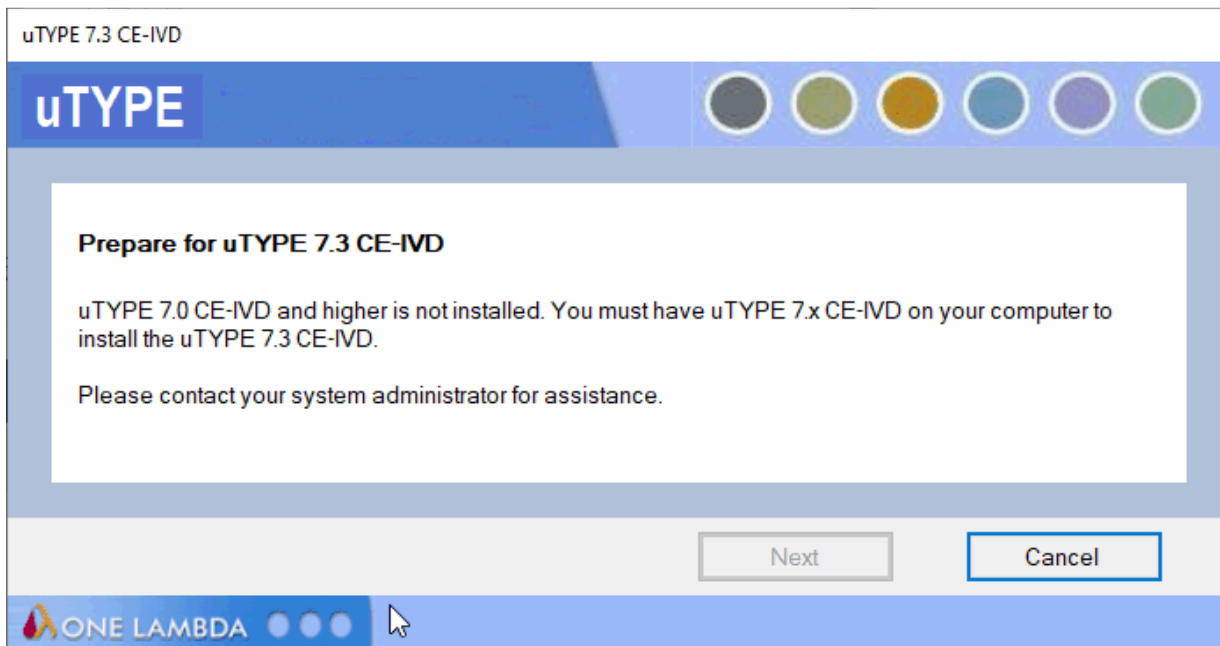 uTYPE 7.3 CE-IVD
uTYPE
Prepare for uTYPE 7.3 CE-IVD
uTYPE 7.0 CE-IVD and higher is not installed. You must have uTYPE 7.x CE-IVD on your computer to
install the uTYPE 7.3 CE-IVD.
Please contact your system administrator for assistance.
Next
Cancel
ONE LAMBDA